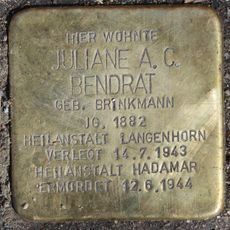 HIER WOHNTE
JULIANE A. C.
BENDRAT
GEB. BRINKMANN
JG. 1882
HEILANSTALT LANGENHORN
VERLEGT 14.7.1943
HEILANSTALT HADAMAR
ERMORDET 12.6.1944